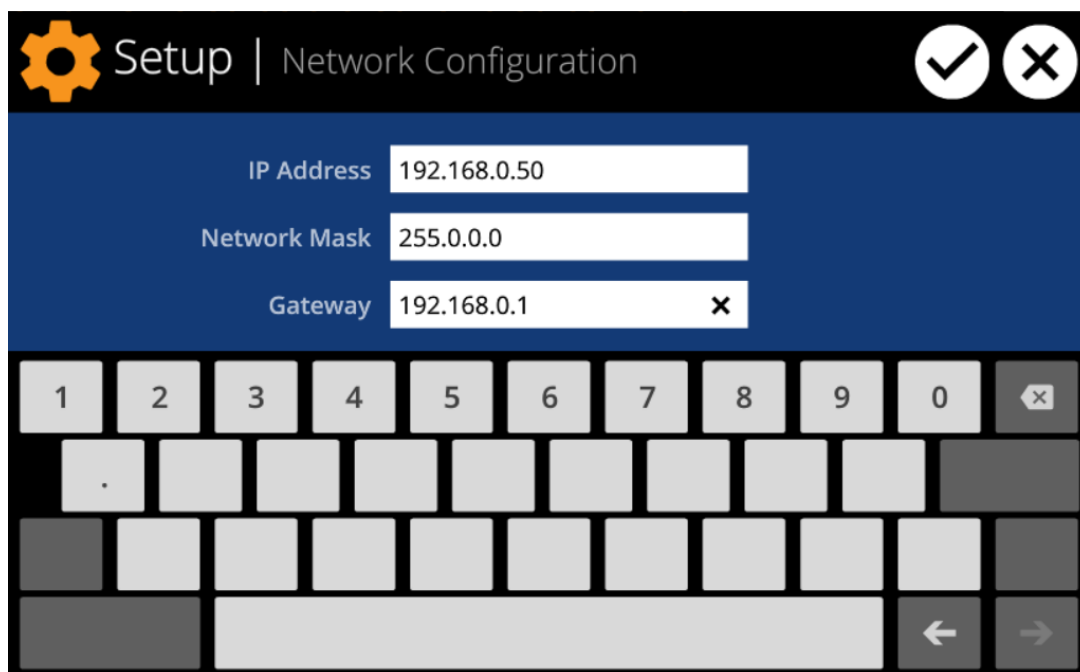 Setup | Network Configuration
IP Address 192.168.0.50
Network Mask 255.0.0.0
Gateway 192.168.0.1
1 2 3 4 5 6 7 8 9 0
.